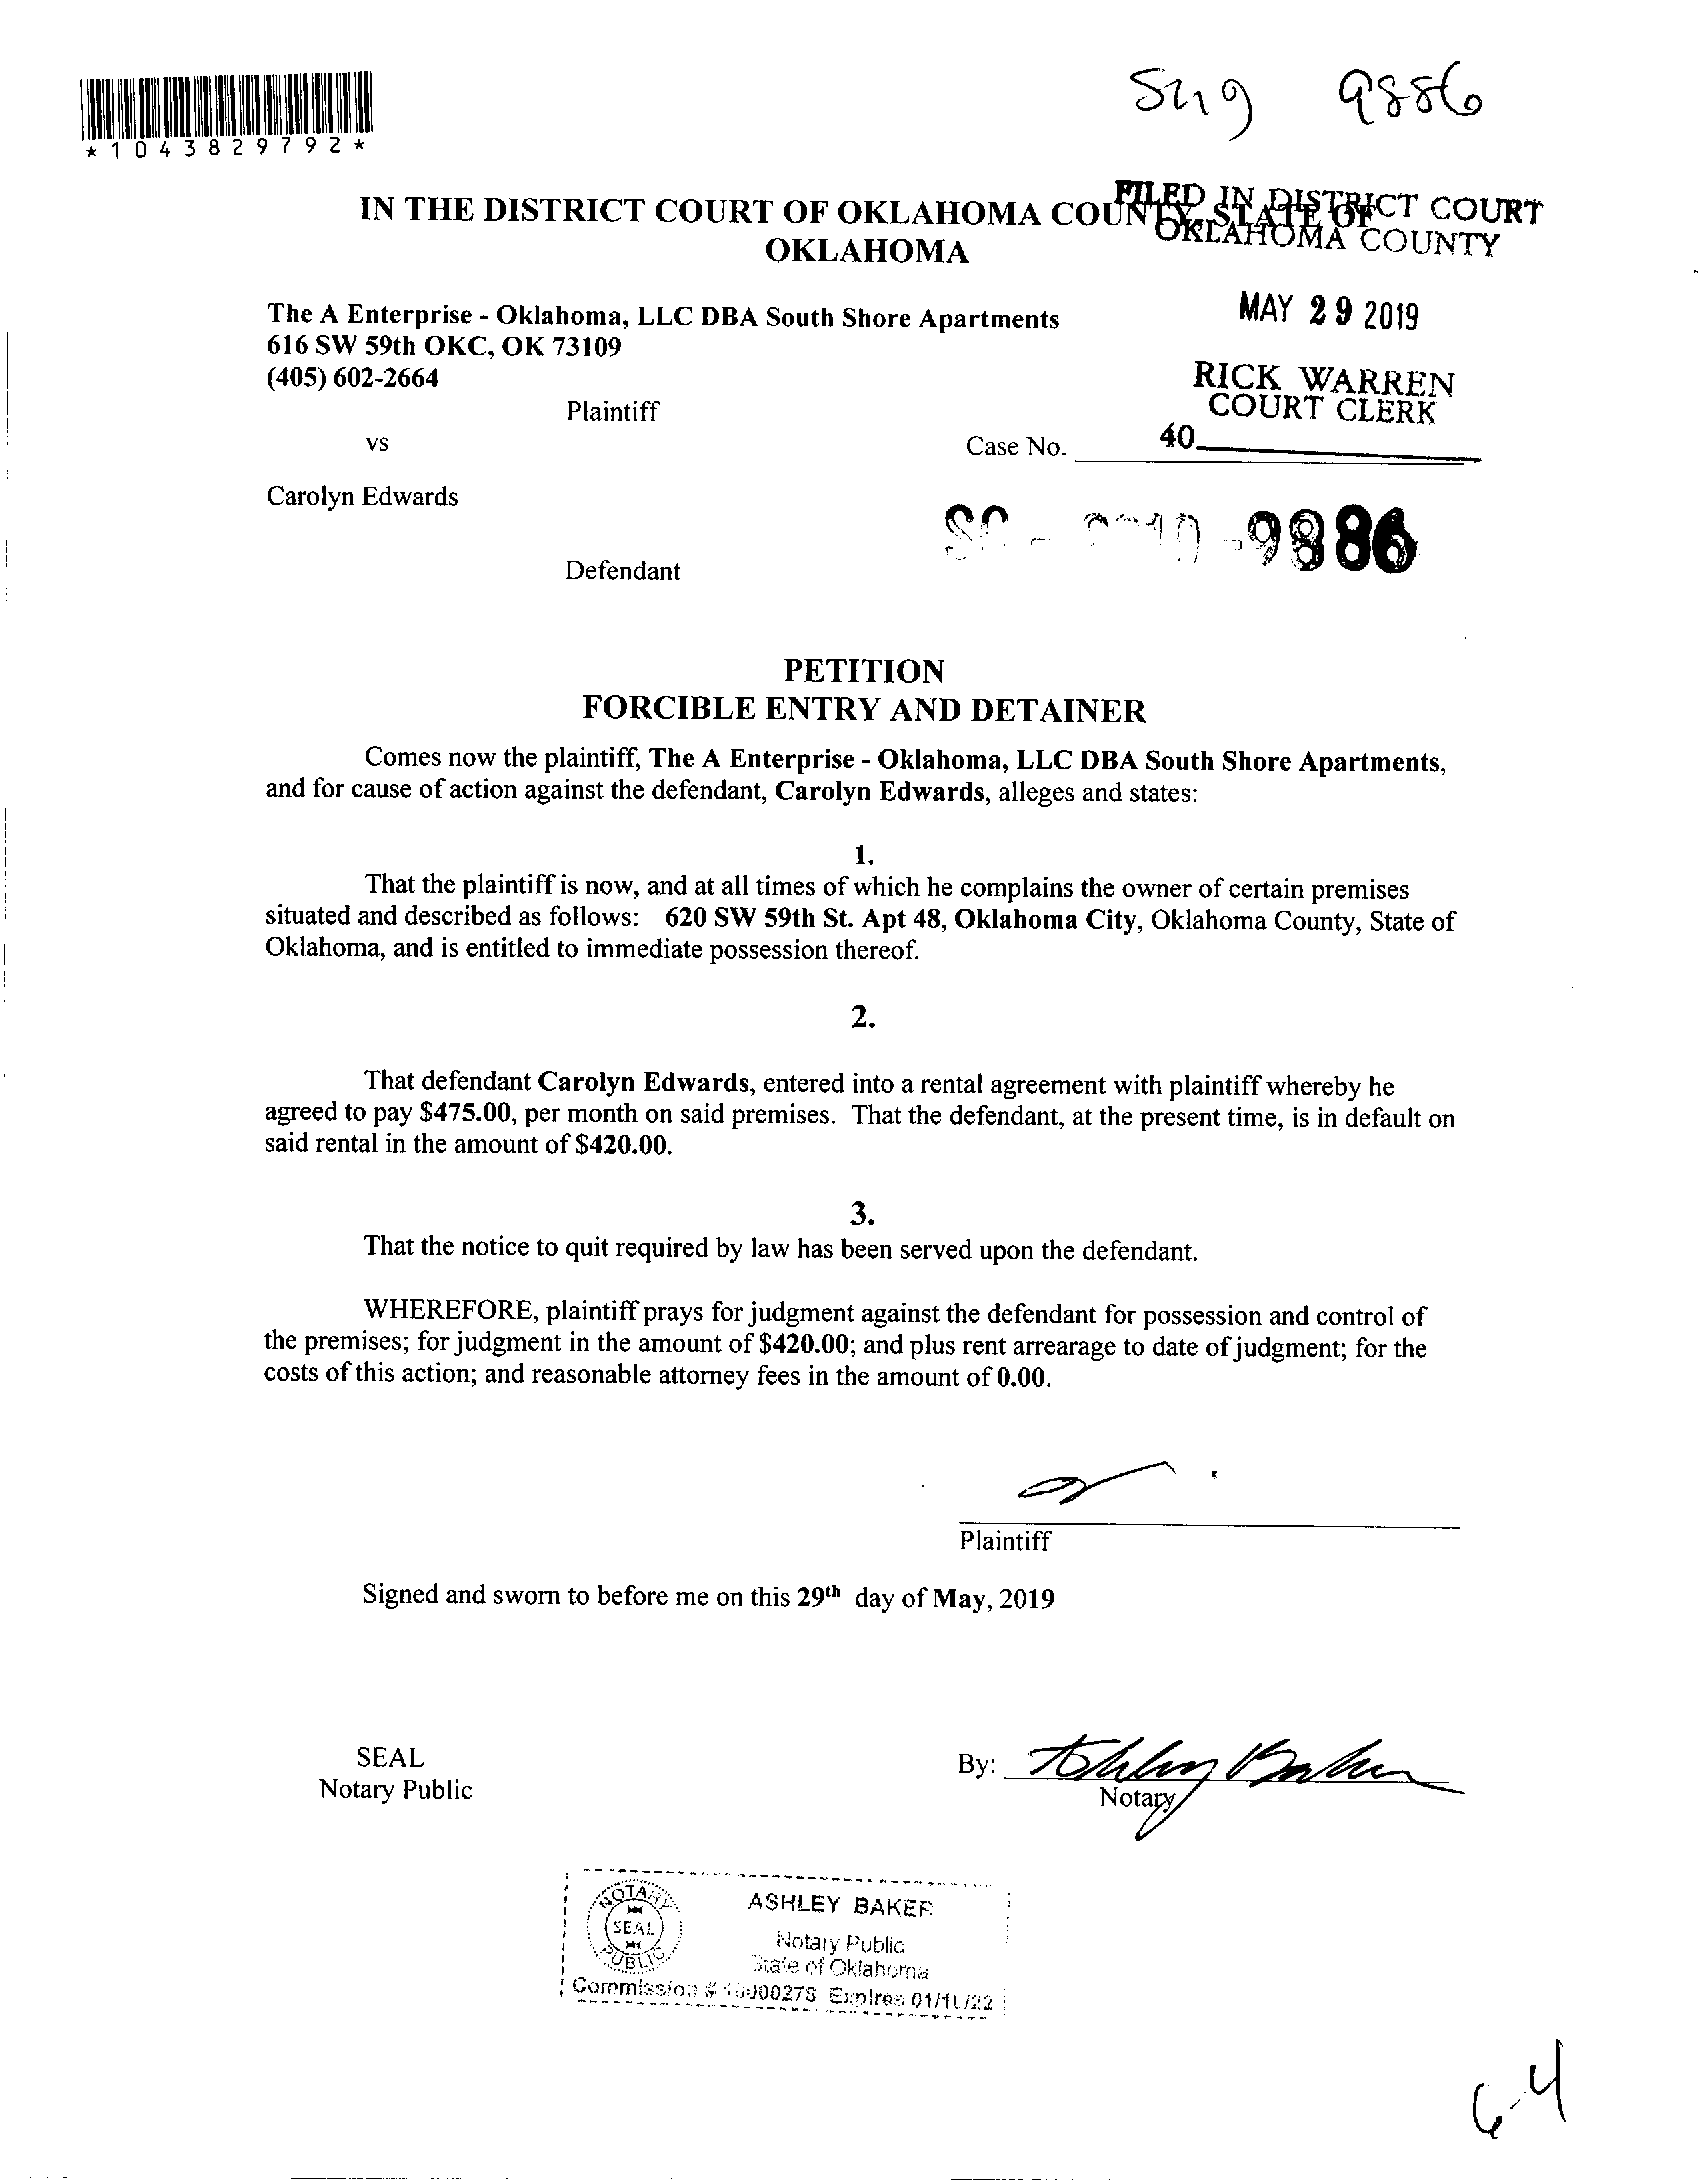 *1043829792*
9886
IN THE DISTRICT COURT OF OKLAHOMA COUNTY, STATE OF
OKLAHOMA
FILED IN DISTRICT COURT
OKLAHOMA COUNTY
The A Enterprise - Oklahoma, LLC DBA South Shore Apartments
616 SW 59th OKC, OK 73109
(405) 602-2664
MAY 29 2019
RICK WARREN
COURT CLERK
Plaintiff
vs
Case No.
40
Carolyn Edwards
-9886
Defendant
PETITION
FORCIBLE ENTRY AND DETAINER
Comes now the plaintiff, The A Enterprise - Oklahoma, LLC DBA South Shore Apartments,
and for cause of action against the defendant, Carolyn Edwards, alleges and states:
1.
That the plaintiff is now, and at all times of which he complains the owner of certain premises
situated and described as follows: 620 SW 59th St. Apt 48, Oklahoma City, Oklahoma County, State of
Oklahoma, and is entitled to immediate possession thereof.
2.
That defendant Carolyn Edwards, entered into a rental agreement with plaintiff whereby he
agreed to pay $475.00, per month on said premises. That the defendant, at the present time, is in default on
said rental in the amount of $420.00.
3.
That the notice to quit required by law has been served upon the defendant.
WHEREFORE, plaintiff prays for judgment against the defendant for possession and control of
the premises; for judgment in the amount of $420.00; and plus rent arrearage to date of judgment; for the
costs of this action; and reasonable attorney fees in the amount of 0.00.
Plaintiff
Signed and sworn to before me on this 29th day of May, 2019
SEAL
Notary Public
By: Ashley Baker
Notary
NOTARY
SEAL
PUBLIC
ASHLEY BAKER
Notary Public
State of Oklahoma
Commission # Expires
6-4